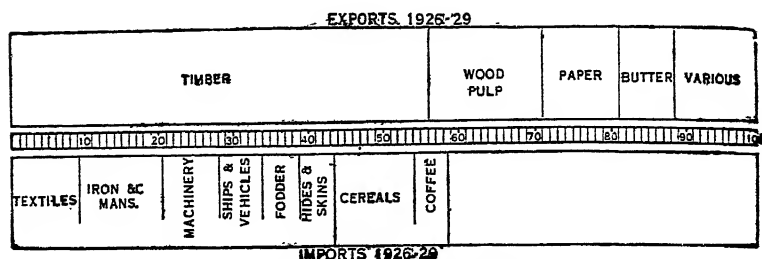 EXPORTS 1926-29
TIMBER
WOOD
PULP
PAPER
BUTTER
VARIOUS
10 20 30 40 50 60 70 80 90 100
TEXTILES
IRON &C
MANS.
MACHINERY
SHIPS &
VEHICLES
FODDER
HIDES &
SKINS
CEREALS
COFFEE
IMPORTS 1926-29